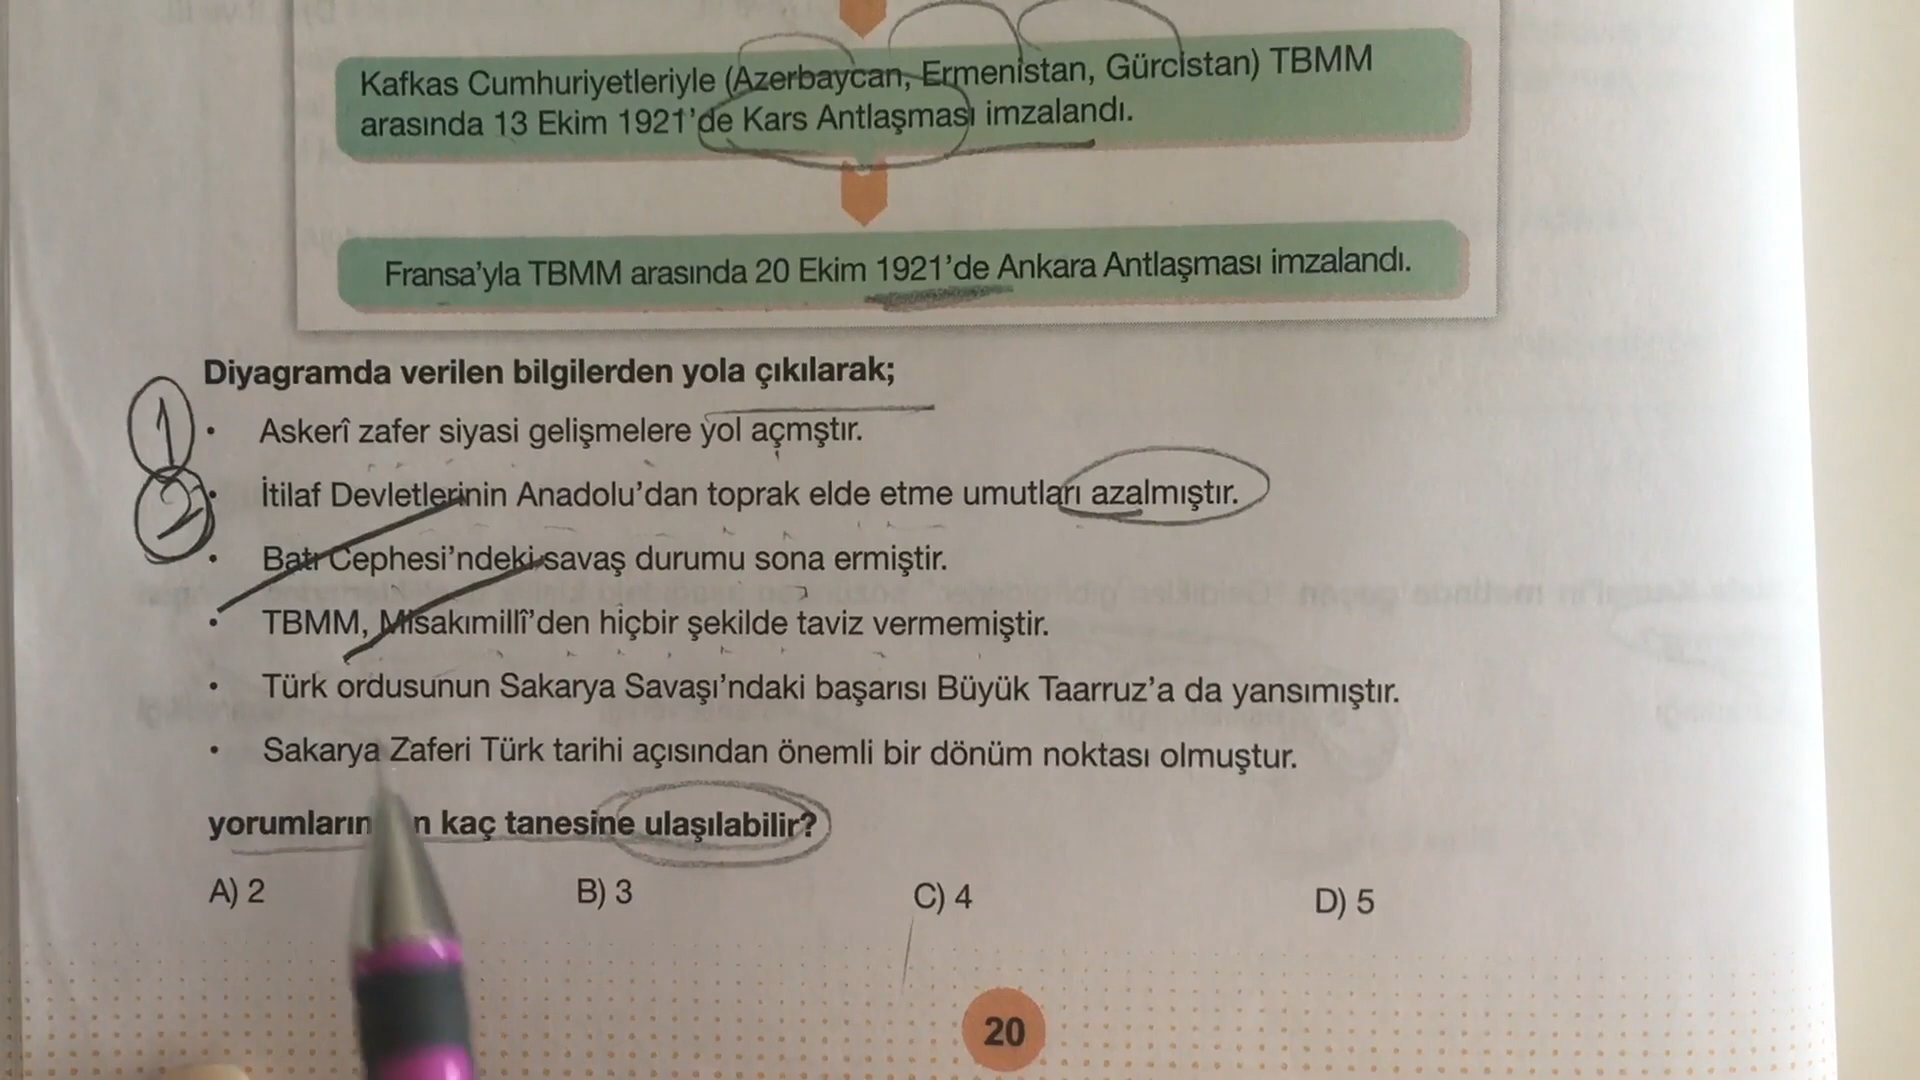 Kafkas Cumhuriyetleriyle (Azerbaycan, Ermenistan, Gürcistan) TBMM
arasında 13 Ekim 1921'de Kars Antlaşması imzalandı.
Fransa'yla TBMM arasında 20 Ekim 1921'de Ankara Antlaşması imzalandı.
Diyagramda verilen bilgilerden yola çıkılarak;
1 • Askerî zafer siyasi gelişmelere yol açmştır.
2 • İtilaf Devletlerinin Anadolu'dan toprak elde etme umutları azalmıştır.
• Batı Cephesi'ndeki savaş durumu sona ermiştir.
• TBMM, Misakımillî'den hiçbir şekilde taviz vermemiştir.
• Türk ordusunun Sakarya Savaşı'ndaki başarısı Büyük Taarruz'a da yansımıştır.
• Sakarya Zaferi Türk tarihi açısından önemli bir dönüm noktası olmuştur.
kaç tanesine ulaşılabilir?
A) 2 B) 3 C) 4 D) 5
20